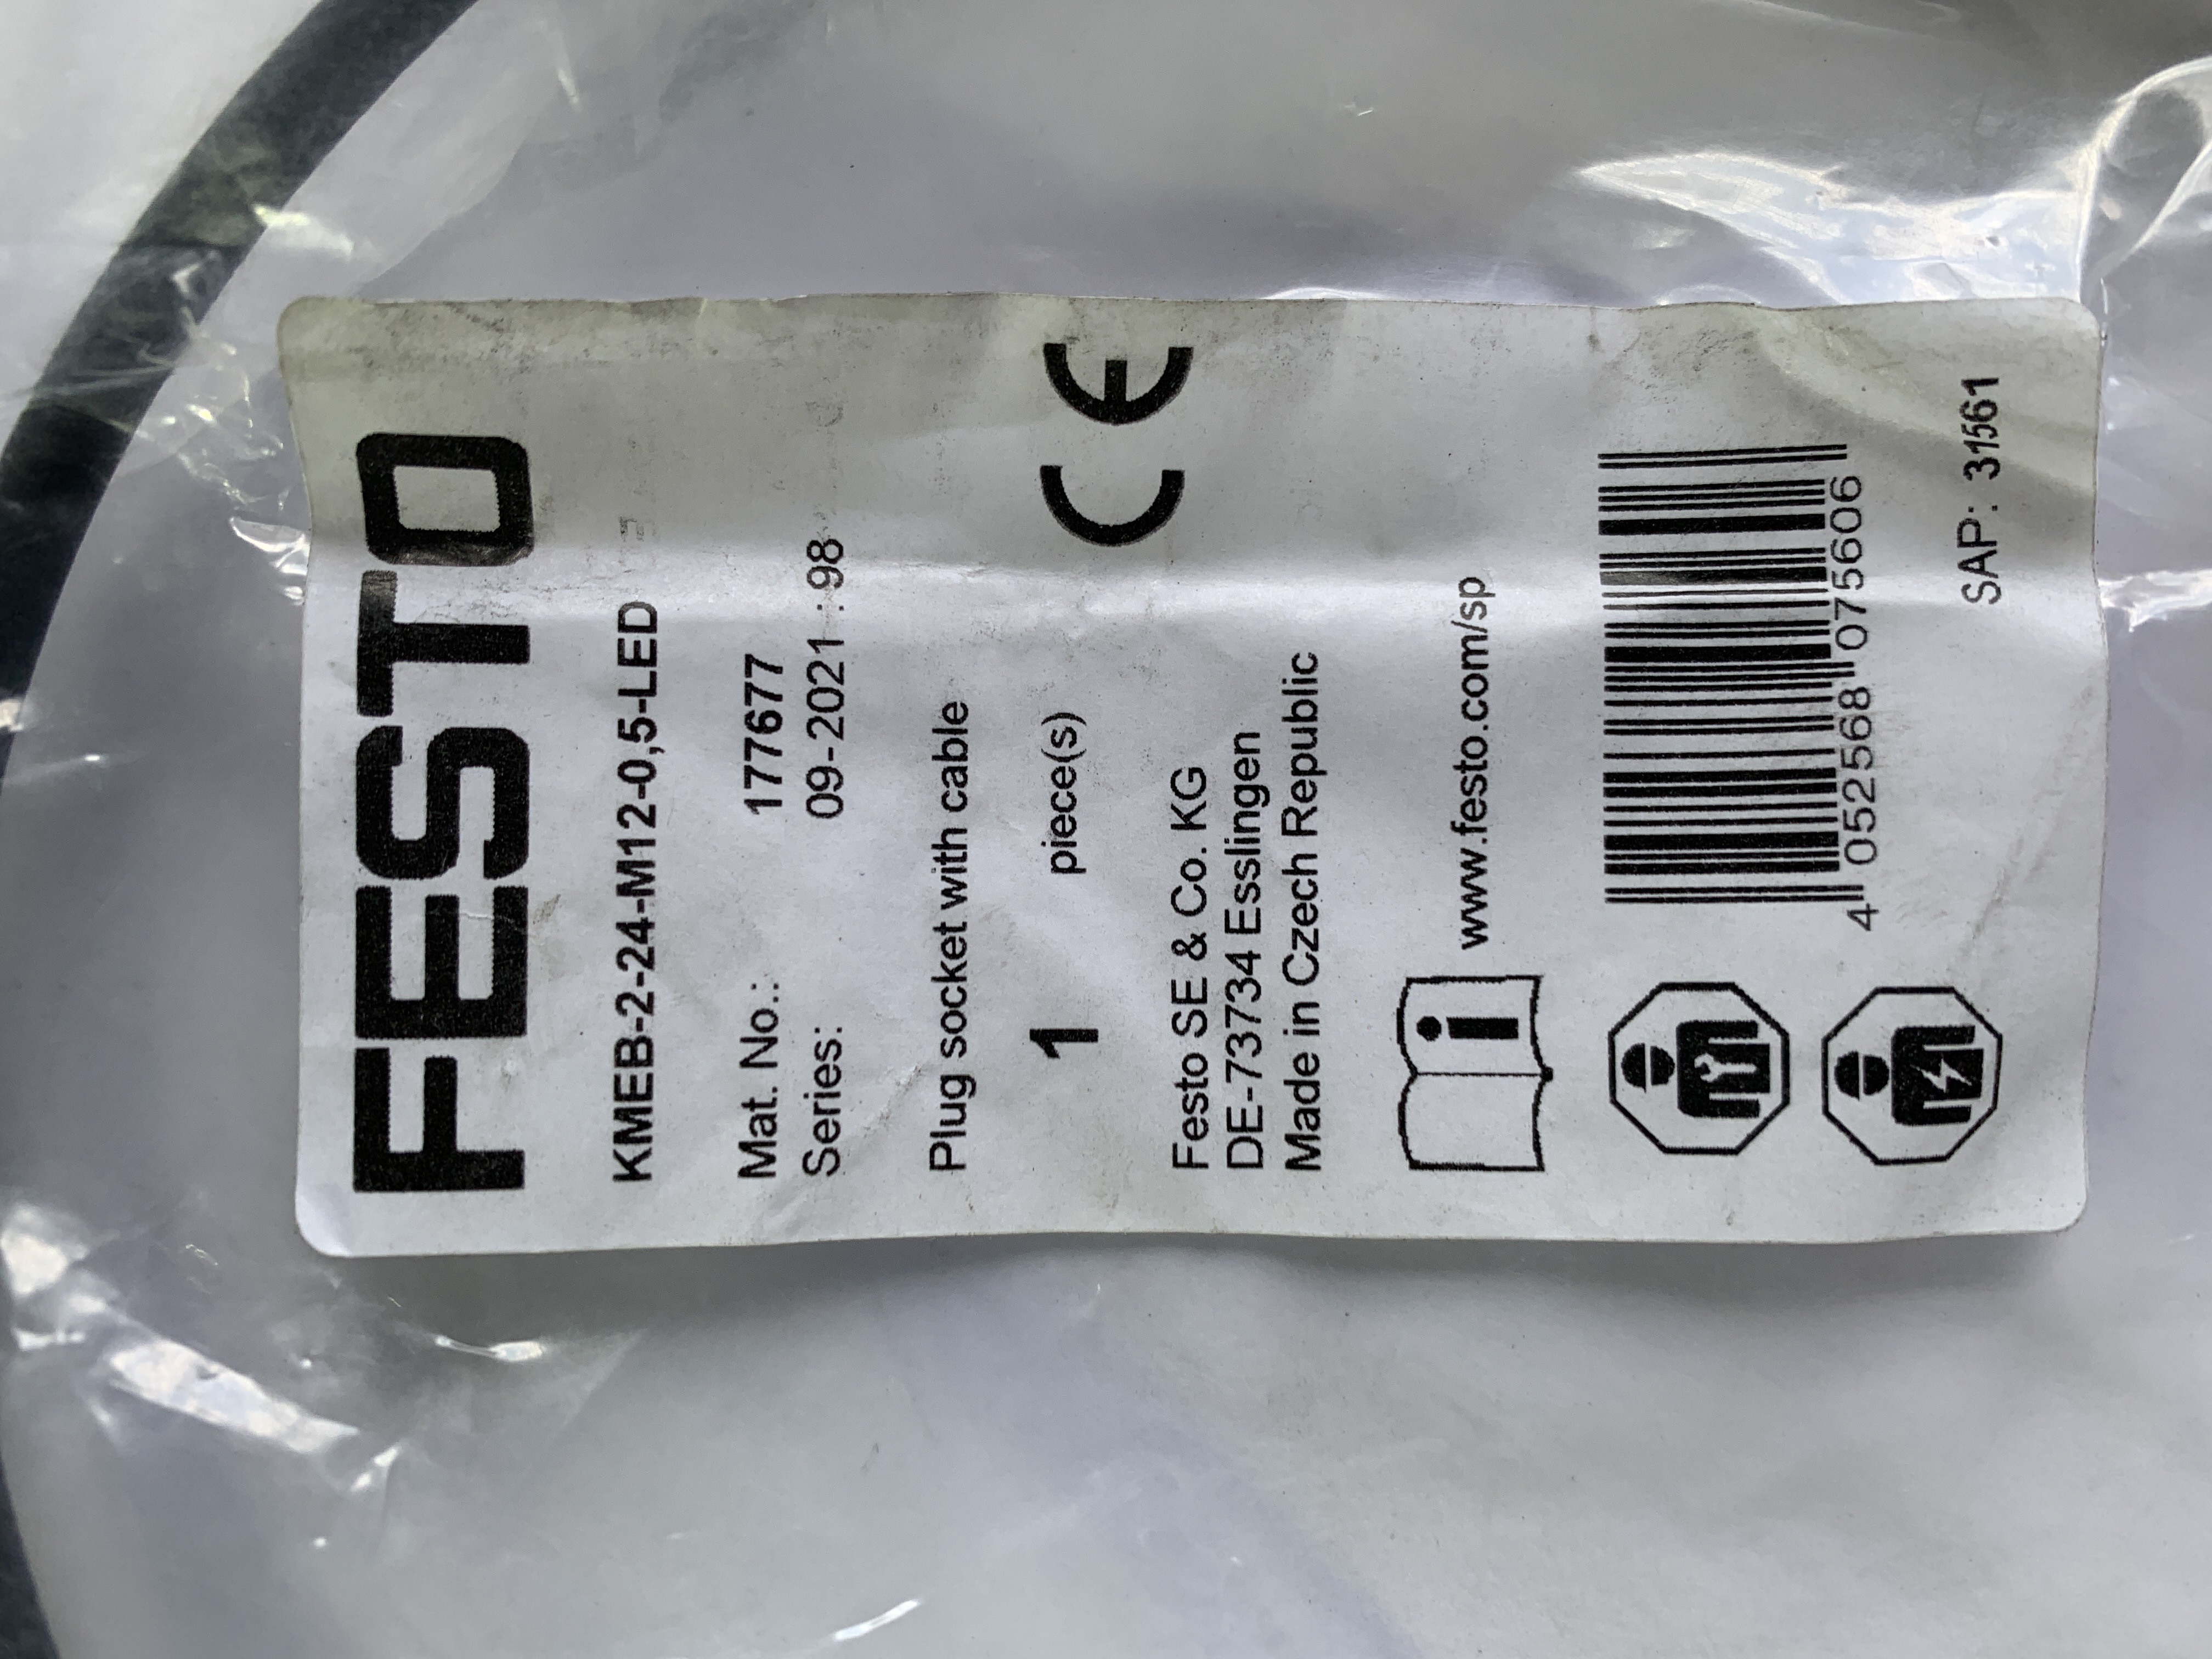 FESTO
KMEB-2-24-M12-0,5-LED
Mat. No.: 177677
Series: 09-2021 : 98
Plug socket with cable
1 piece(s) CE
Festo SE & Co. KG
DE-73734 Esslingen
Made in Czech Republic
i www.festo.com/sp
4 052568 075606
SAP: 31561